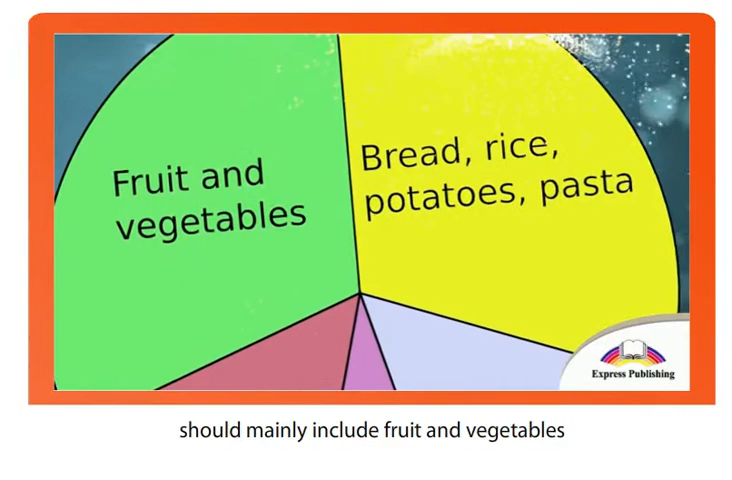 Fruit and
vegetables
Bread, rice,
potatoes, pasta
Express Publishing
should mainly include fruit and vegetables